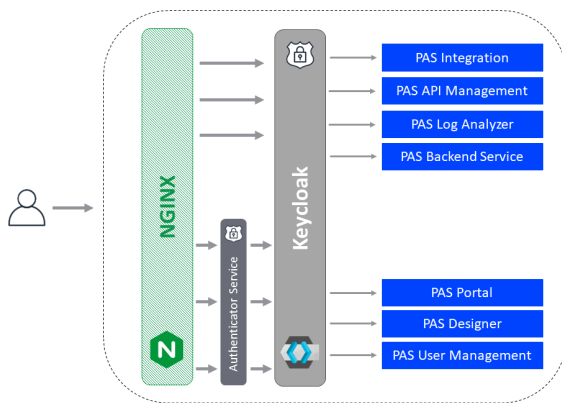 NGINX
N
Authenticator Service
Keycloak
PAS Integration
PAS API Management
PAS Log Analyzer
PAS Backend Service
PAS Portal
PAS Designer
PAS User Management